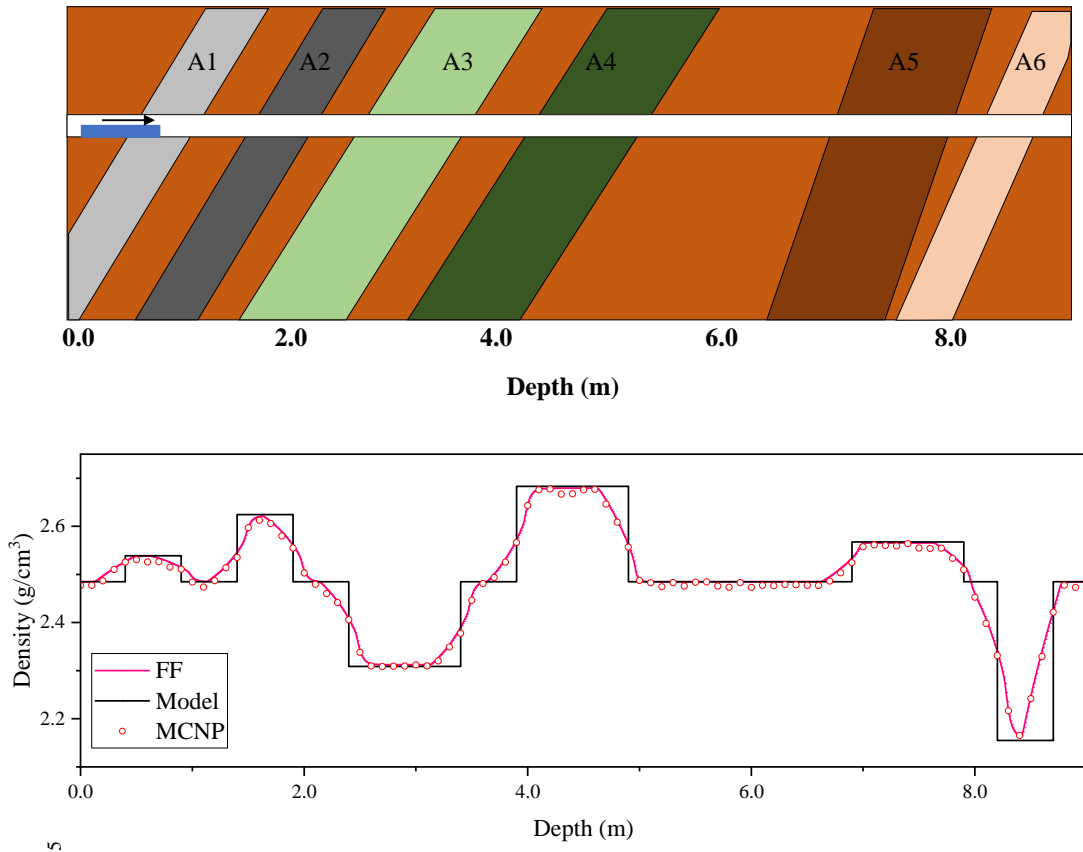 A1 A2 A3 A4 A5 A6
0.0 2.0 4.0 6.0 8.0
Depth (m)
2.6
2.4
2.2
Density (g/cm³)
FF
Model
MCNP
0.0 2.0 4.0 6.0 8.0
Depth (m)
5